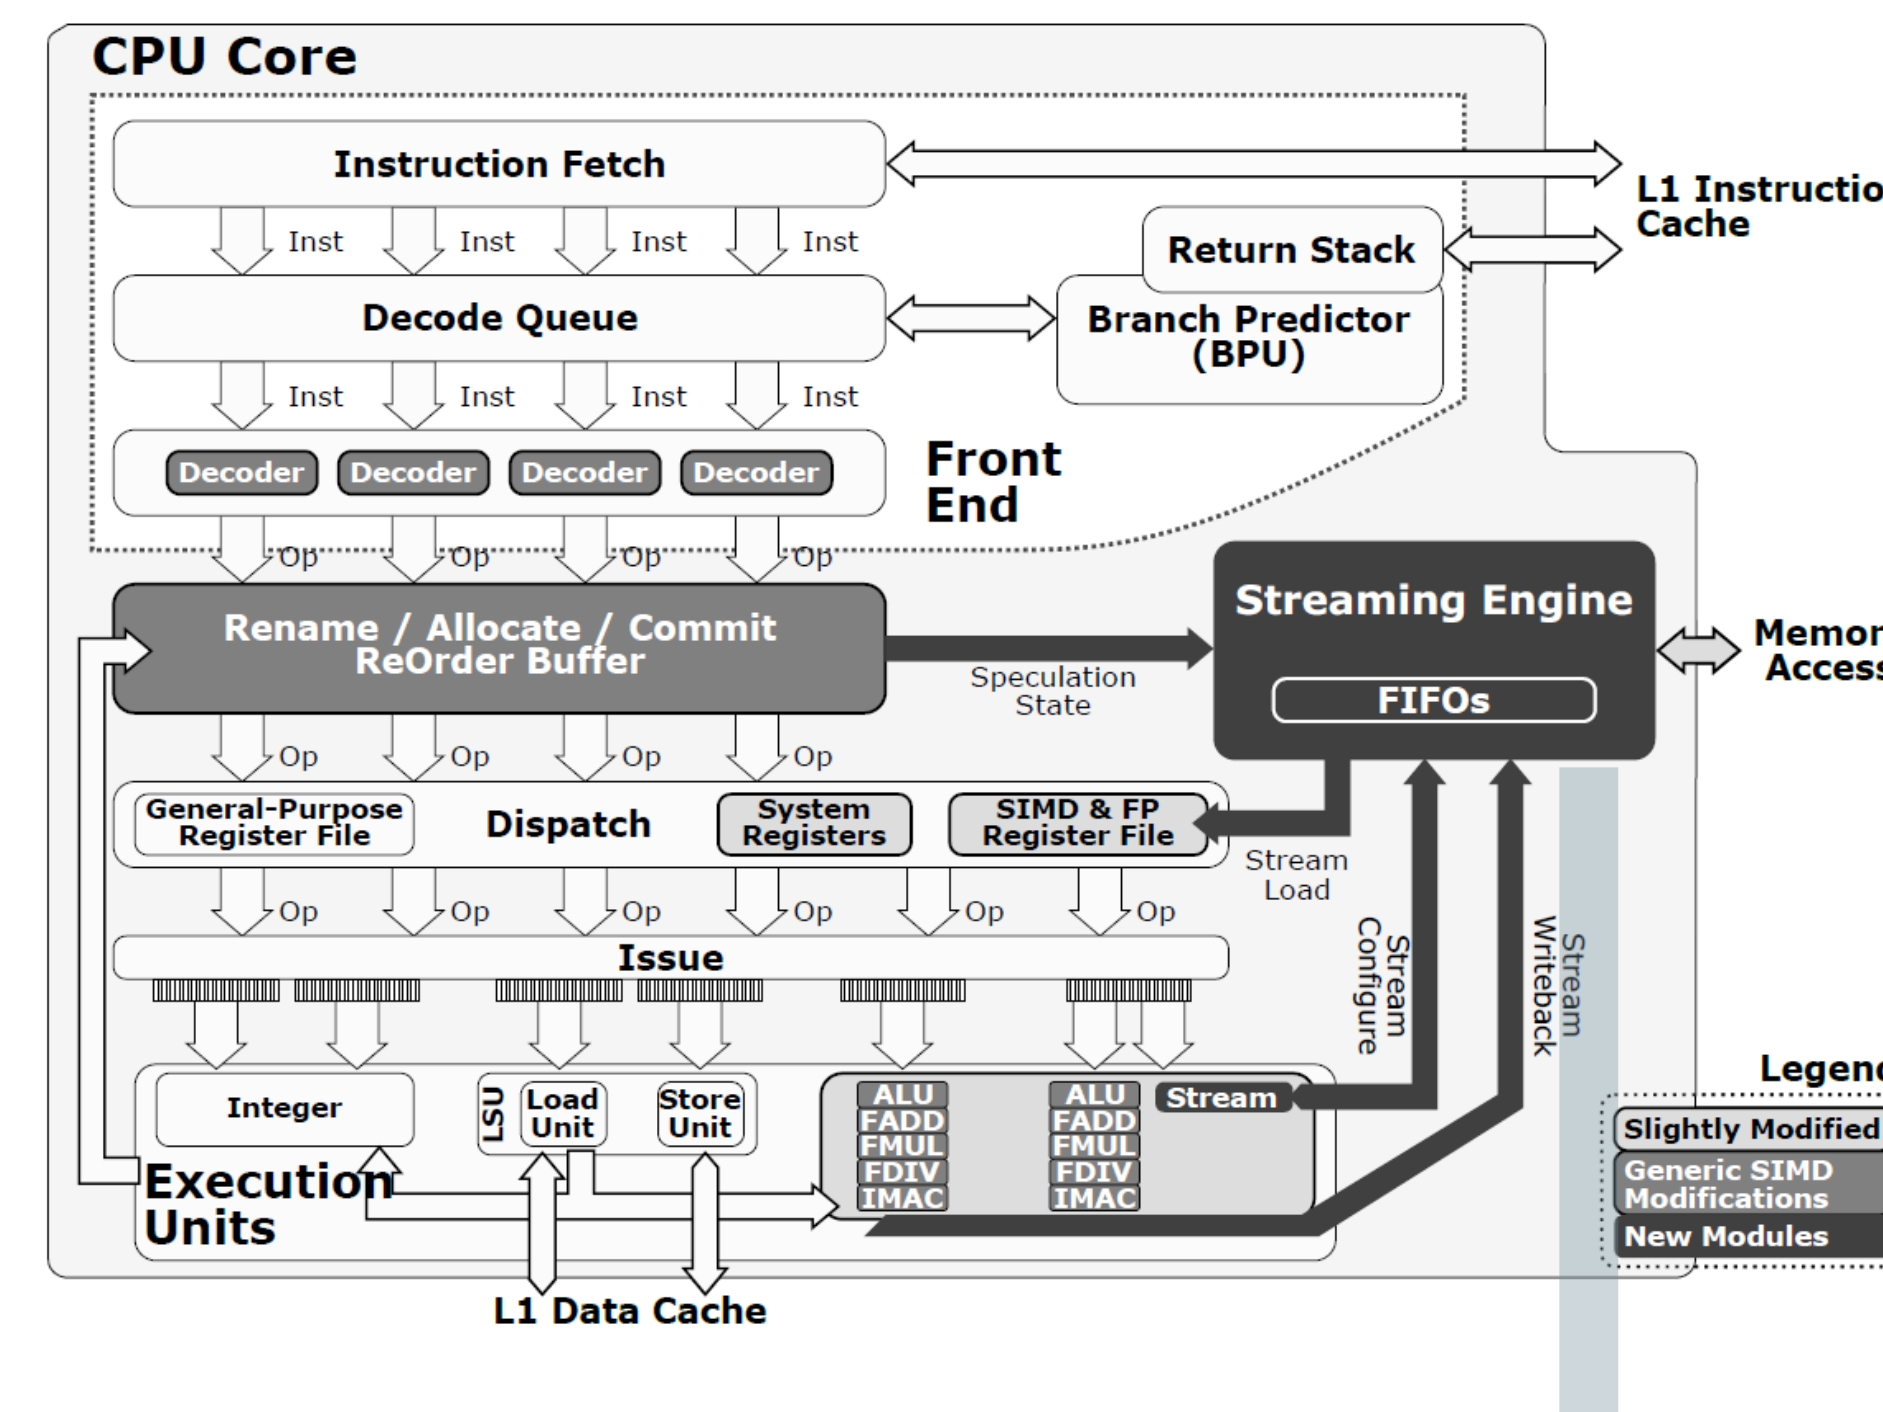 CPU Core
Instruction Fetch
L1 Instructio
Cache
Inst
Inst
Inst
Inst
Return Stack
Decode Queue
Branch Predictor
(BPU)
Inst
Inst
Inst
Inst
Decoder
Decoder
Decoder
Decoder
Front
End
Op
Op
Op
Op
Rename / Allocate / Commit
ReOrder Buffer
Speculation
State
Streaming Engine
FIFOs
Memor
Access
Op
Op
Op
Op
General-Purpose
Register File
Dispatch
System
Registers
SIMD & FP
Register File
Stream
Load
Op
Op
Op
Op
Op
Op
Issue
Stream
Configure
Stream
Writeback
Integer
LSU
Load
Unit
Store
Unit
ALU
FADD
FMUL
FDIV
IMAC
ALU
FADD
FMUL
FDIV
IMAC
Stream
Execution
Units
L1 Data Cache
Legend
Slightly Modified
Generic SIMD
Modifications
New Modules